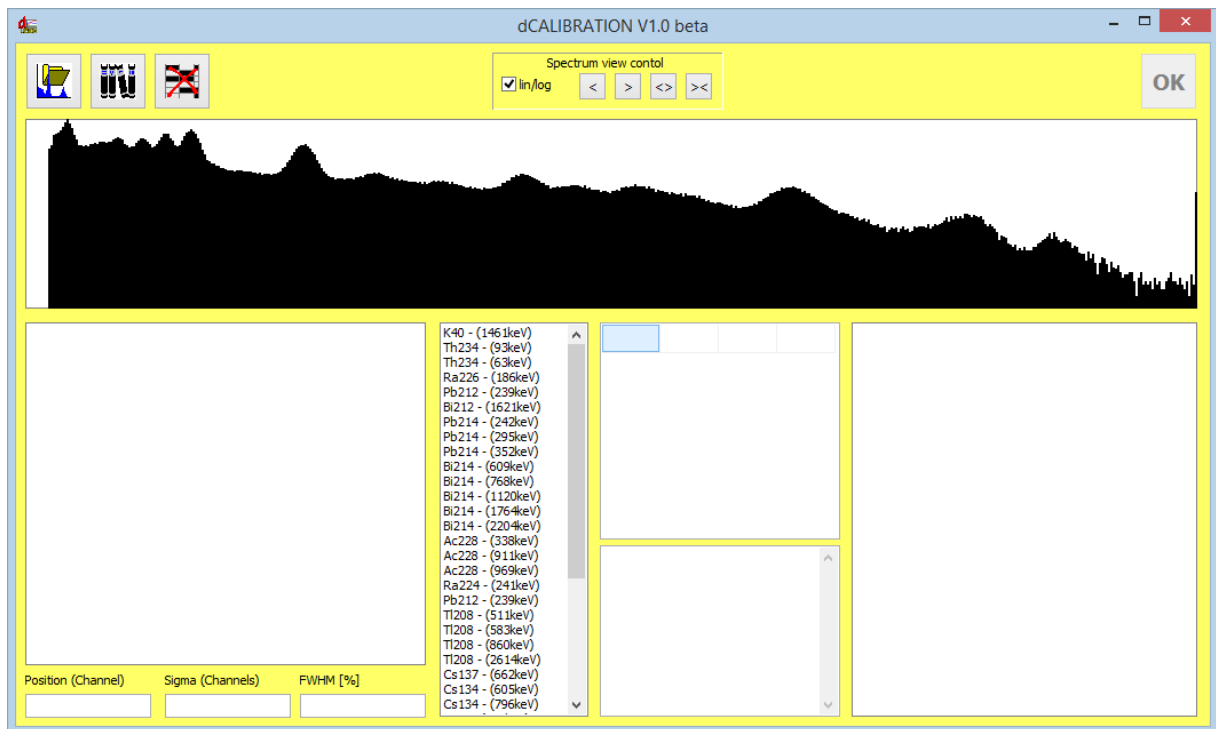 dCALIBRATION V1.0 beta
Spectrum view contol
lin/log
<
>
<>
><
OK
K40 - (1461keV)
Th234 - (93keV)
Th234 - (63keV)
Ra226 - (186keV)
Pb212 - (239keV)
Bi212 - (1621keV)
Pb214 - (242keV)
Pb214 - (295keV)
Pb214 - (352keV)
Bi214 - (609keV)
Bi214 - (768keV)
Bi214 - (1120keV)
Bi214 - (1764keV)
Bi214 - (2204keV)
Ac228 - (338keV)
Ac228 - (911keV)
Ac228 - (969keV)
Ra224 - (241keV)
Pb212 - (239keV)
Tl208 - (511keV)
Tl208 - (583keV)
Tl208 - (860keV)
Tl208 - (2614keV)
Cs137 - (662keV)
Cs134 - (605keV)
Cs134 - (796keV)
Position (Channel)
Sigma (Channels)
FWHM [%]